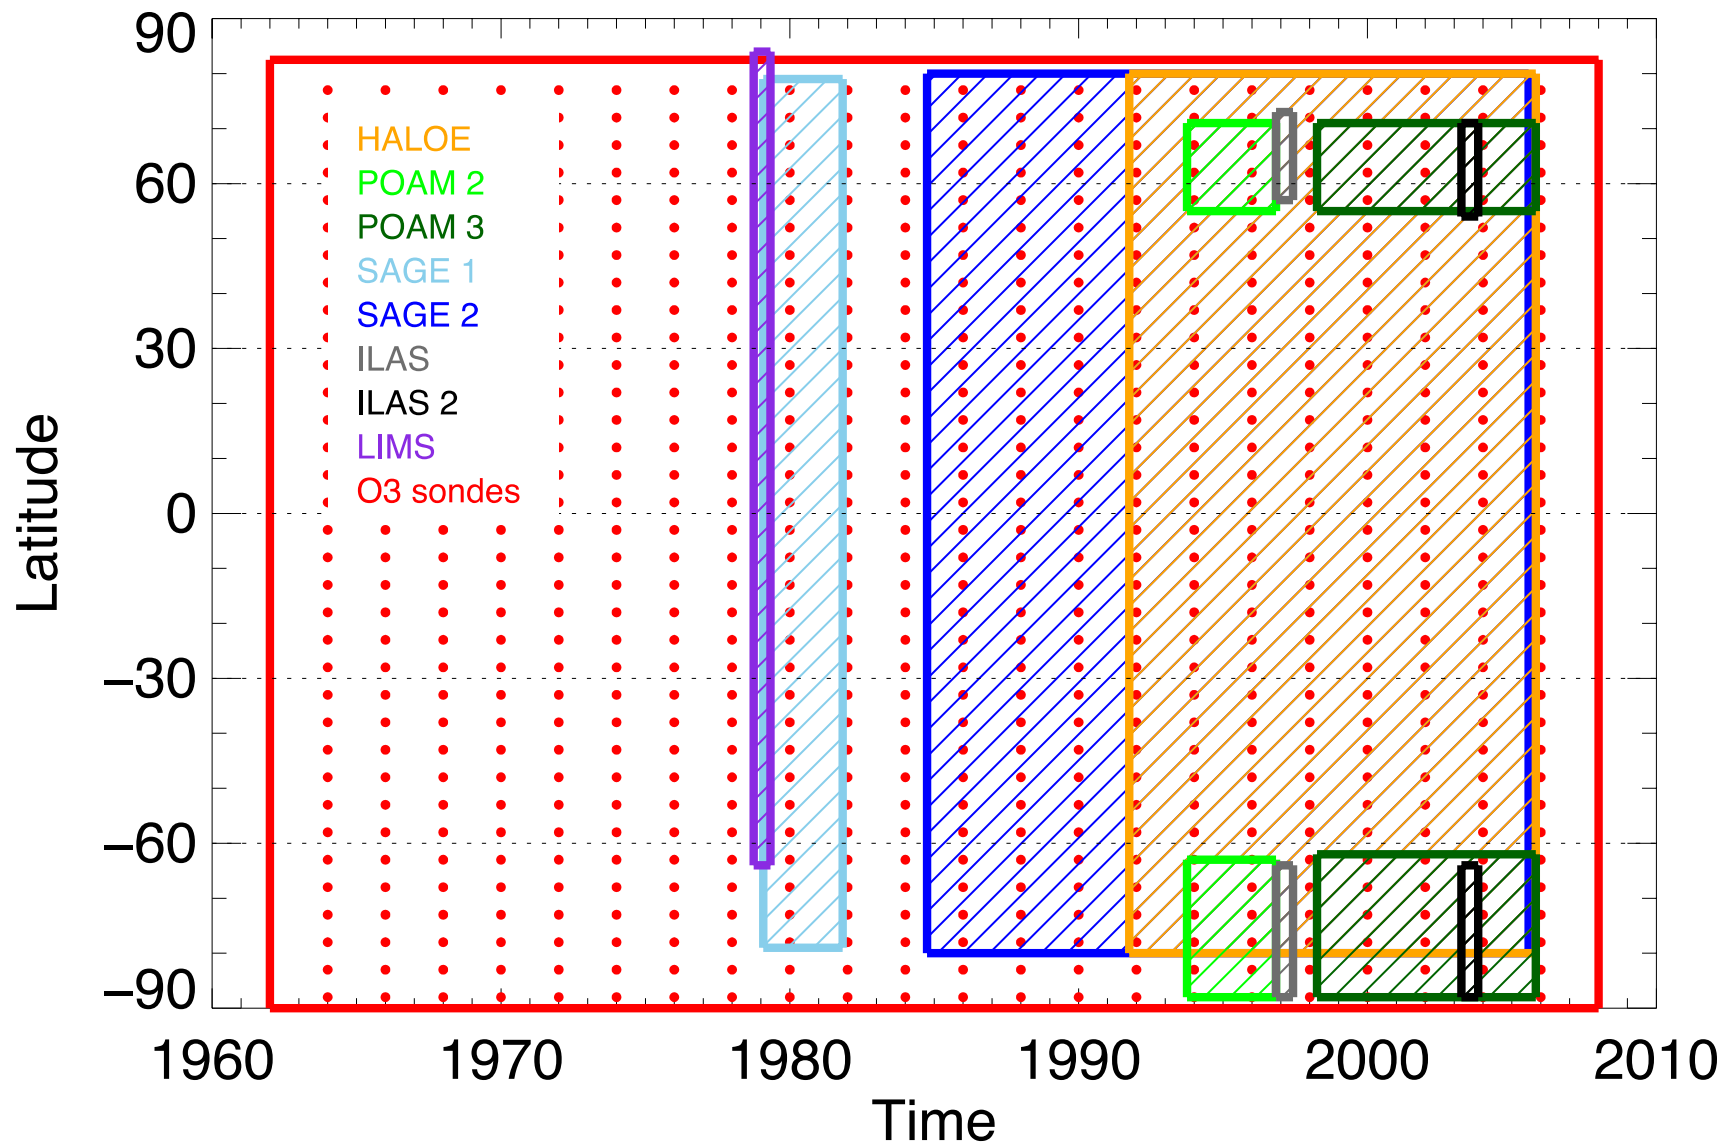 90
60
30
0
−30
−60
−90
Latitude
HALOE
POAM 2
POAM 3
SAGE 1
SAGE 2
ILAS
ILAS 2
LIMS
O3 sondes
1960 1970 1980 1990 2000 2010
Time